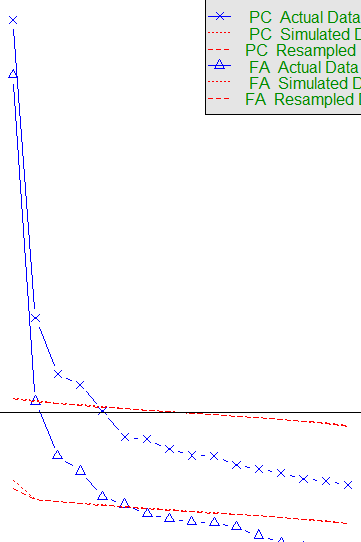 PC Actual Data
PC Simulated D
PC Resampled
FA Actual Data
FA Simulated D
FA Resampled